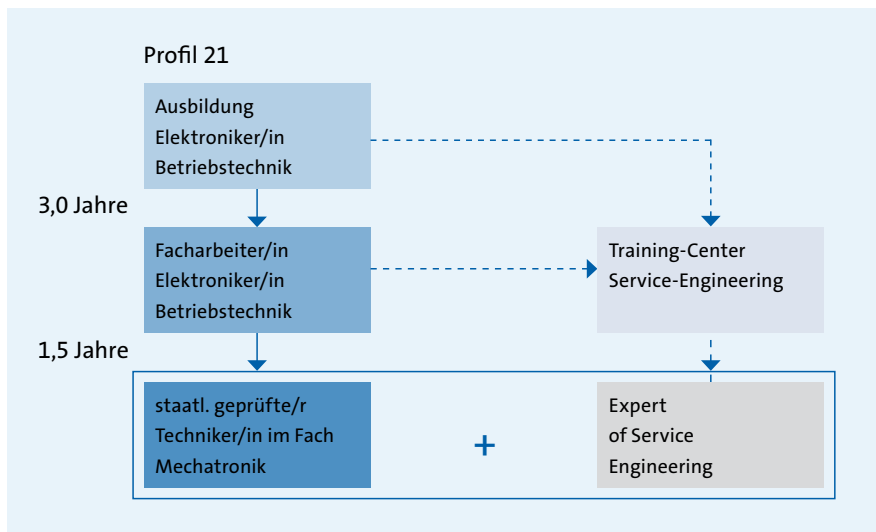 Profil 21
Ausbildung
Elektroniker/in
Betriebstechnik
3,0 Jahre
Facharbeiter/in
Elektroniker/in
Betriebstechnik
Training-Center
Service-Engineering
1,5 Jahre
staatl. geprüfte/r
Techniker/in im Fach
Mechatronik
+
Expert
of Service
Engineering